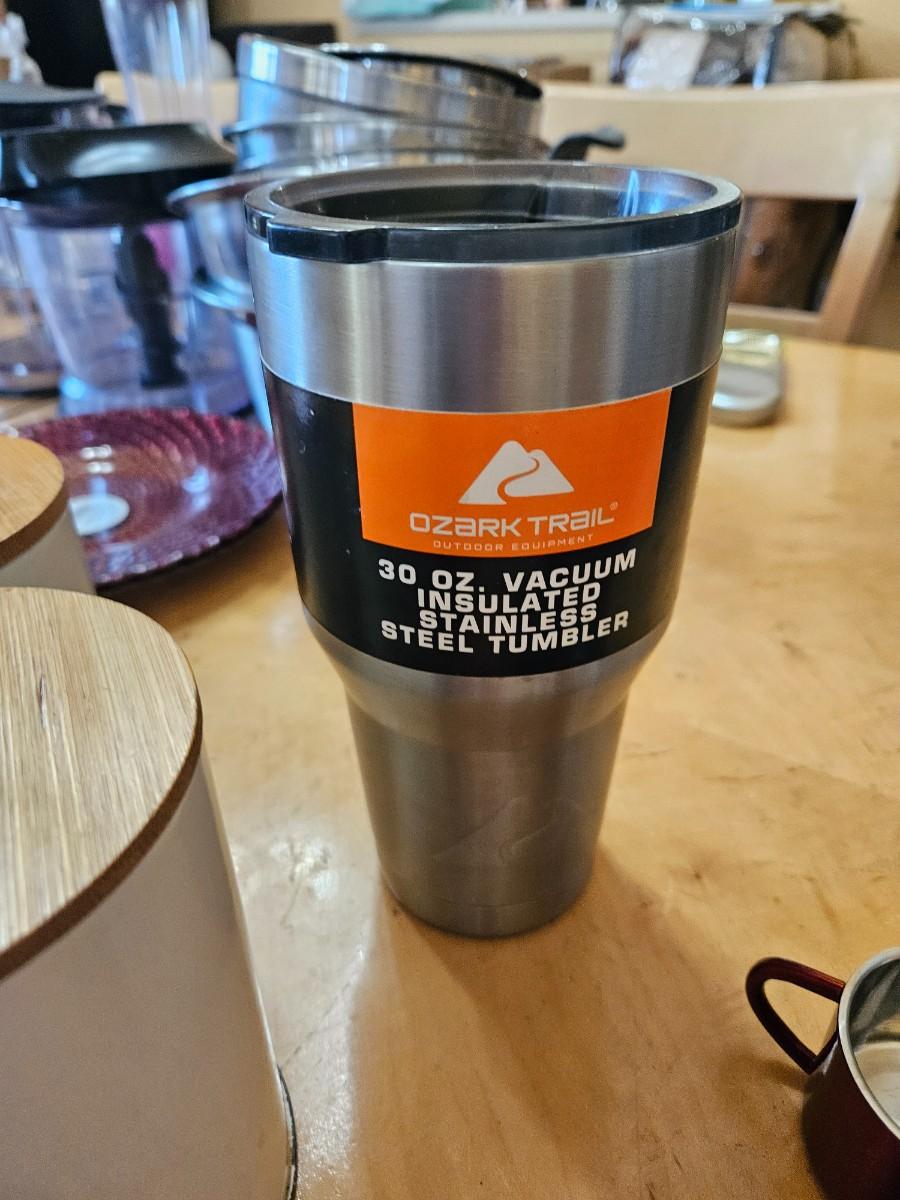 OZARK TRAIL®
OUTDOOR EQUIPMENT
30 OZ. VACUUM
INSULATED
STAINLESS
STEEL TUMBLER